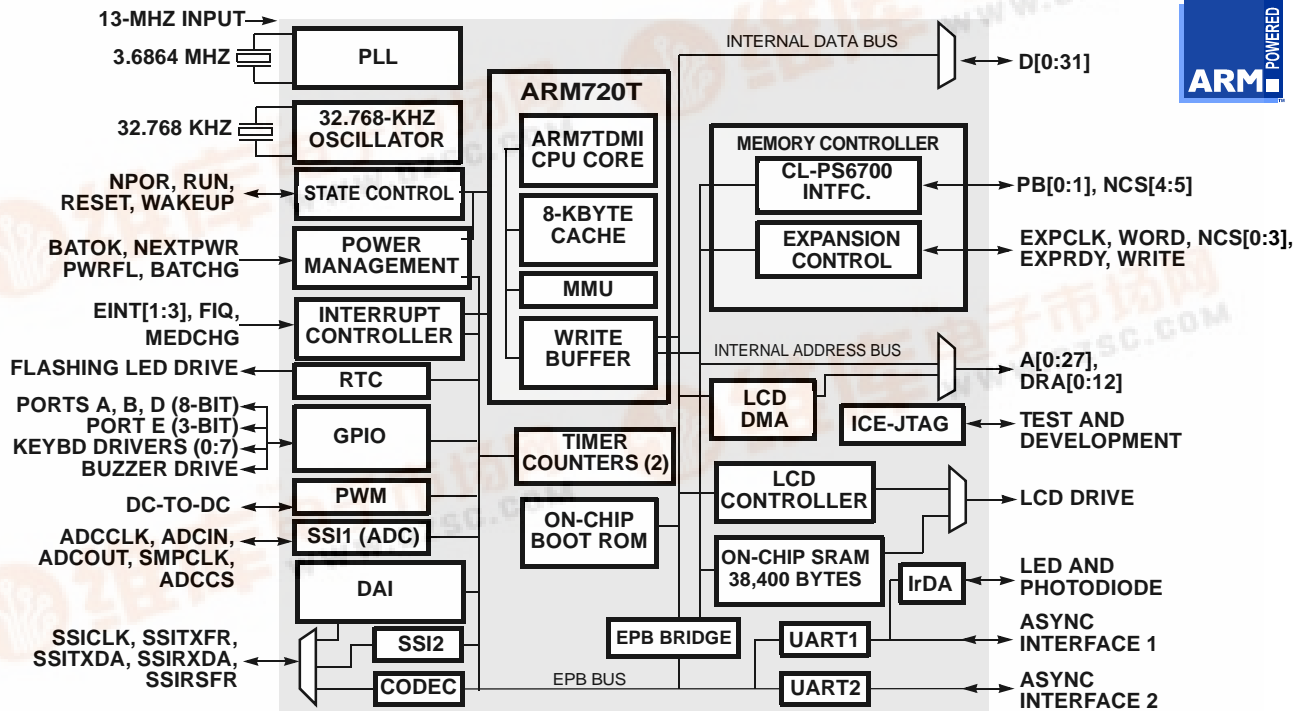 13-MHZ INPUT
3.6864 MHZ
PLL
32.768 KHZ
32.768-KHZ
OSCILLATOR
NPOR, RUN,
RESET, WAKEUP
STATE CONTROL
BATOK, NEXTPWR
PWRFL, BATCHG
POWER
MANAGEMENT
EINT[1:3], FIQ,
MEDCHG
INTERRUPT
CONTROLLER
FLASHING LED DRIVE
RTC
PORTS A, B, D (8-BIT)
PORT E (3-BIT)
KEYBD DRIVERS (0:7)
BUZZER DRIVE
GPIO
DC-TO-DC
PWM
ADCCLK, ADCIN,
ADCOUT, SMPCLK,
ADCCS
SSI1 (ADC)
DAI
SSICLK, SSITXFR,
SSITXDA, SSIRXDA,
SSIRSFR
SSI2
CODEC
ARM720T
ARM7TDMI
CPU CORE
8-KBYTE
CACHE
MMU
WRITE
BUFFER
TIMER
COUNTERS (2)
ON-CHIP
BOOT ROM
EPB BUS
INTERNAL DATA BUS
D[0:31]
MEMORY CONTROLLER
CL-PS6700
INTFC.
PB[0:1], NCS[4:5]
EXPANSION
CONTROL
EXPCLK, WORD, NCS[0:3],
EXPRDY, WRITE
INTERNAL ADDRESS BUS
A[0:27],
DRA[0:12]
LCD
DMA
ICE-JTAG
TEST AND
DEVELOPMENT
LCD
CONTROLLER
LCD DRIVE
ON-CHIP SRAM
38,400 BYTES
IrDA
LED AND
PHOTODIODE
EPB BRIDGE
UART1
ASYNC
INTERFACE 1
UART2
ASYNC
INTERFACE 2
ARM
POWERED
TM